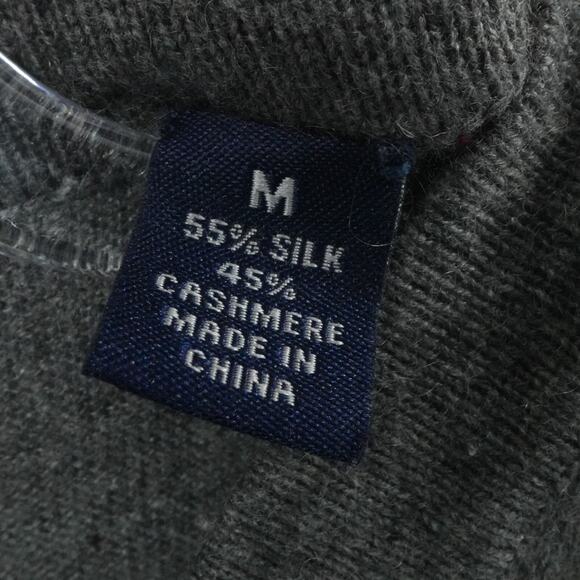 M
55% SILK
45%
CASHMERE
MADE IN
CHINA